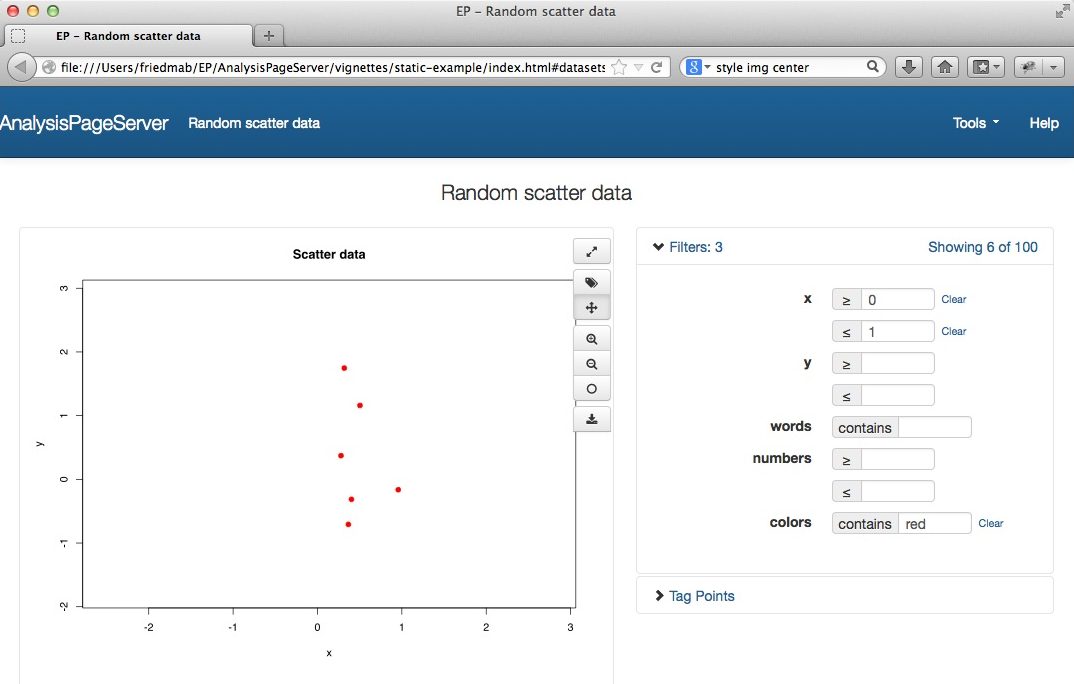 EP – Random scatter data
EP – Random scatter data
file:///Users/friedmab/EP/AnalysisPageServer/vignettes/static-example/index.html#datasets
8 style img center
AnalysisPageServer Random scatter data Tools Help
Random scatter data
Scatter data
3
2
1
0
-1
-2
y
-2 -1 0 1 2 3
x
Filters: 3 Showing 6 of 100
x ≥ 0 Clear
≤ 1 Clear
y ≥
≤
words contains
numbers ≥
≤
colors contains red Clear
Tag Points